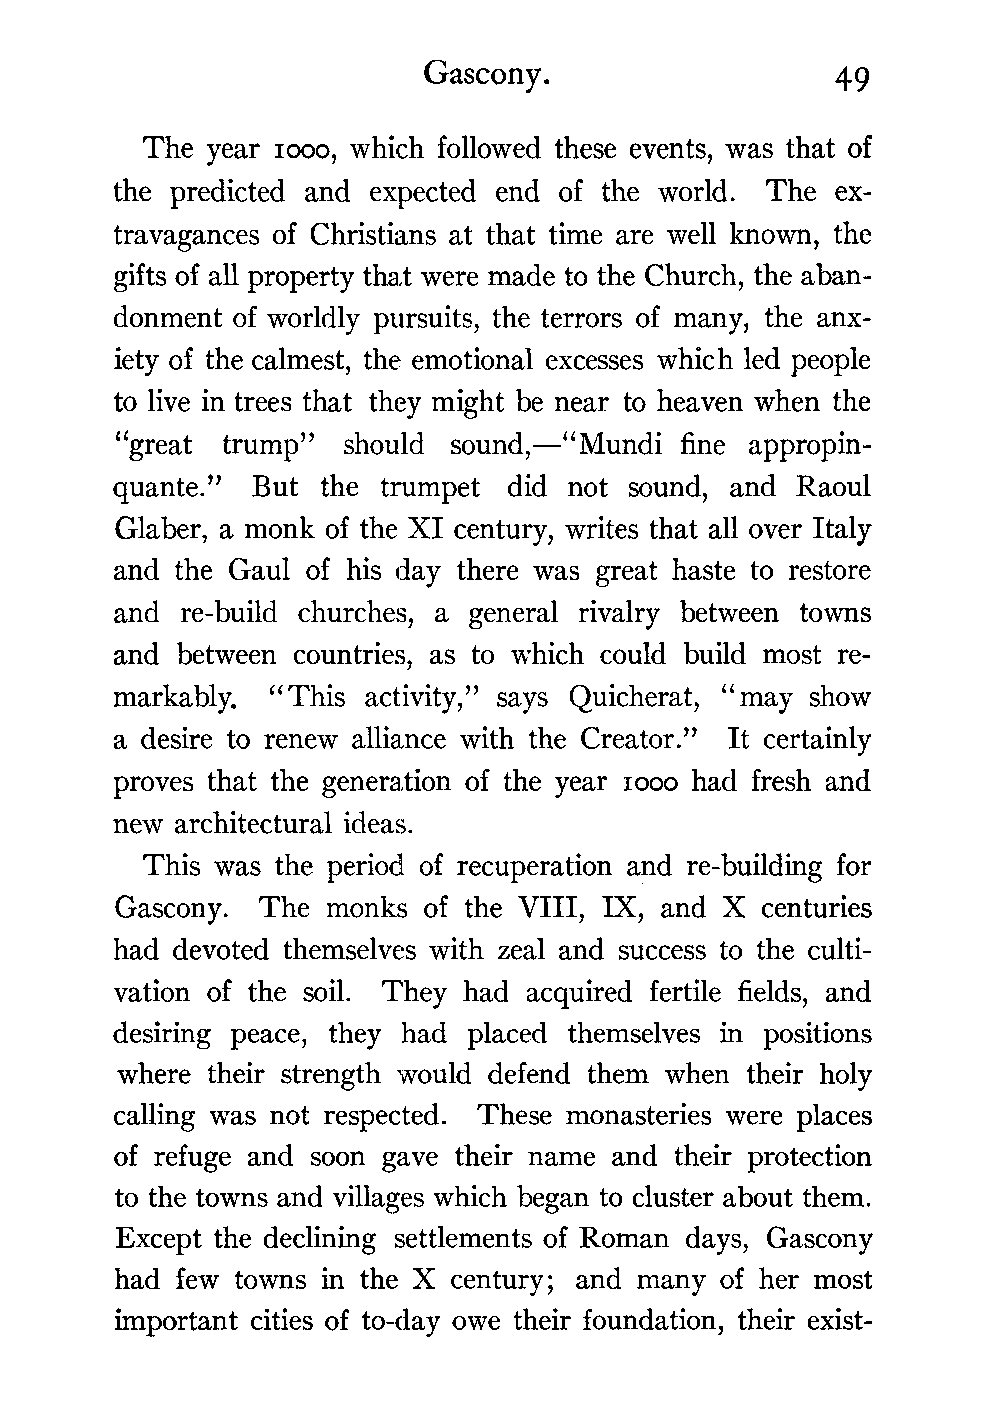 Gascony. 49
The year 1000, which followed these events, was that of
the predicted and expected end of the world. The ex-
travagances of Christians at that time are well known, the
gifts of all property that were made to the Church, the aban-
donment of worldly pursuits, the terrors of many, the anx-
iety of the calmest, the emotional excesses which led people
to live in trees that they might be near to heaven when the
“great trump” should sound,—“Mundi fine appropin-
quante.” But the trumpet did not sound, and Raoul
Glaber, a monk of the XI century, writes that all over Italy
and the Gaul of his day there was great haste to restore
and re-build churches, a general rivalry between towns
and between countries, as to which could build most re-
markably. “This activity,” says Quicherat, “may show
a desire to renew alliance with the Creator.” It certainly
proves that the generation of the year 1000 had fresh and
new architectural ideas.
This was the period of recuperation and re-building for
Gascony. The monks of the VIII, IX, and X centuries
had devoted themselves with zeal and success to the culti-
vation of the soil. They had acquired fertile fields, and
desiring peace, they had placed themselves in positions
where their strength would defend them when their holy
calling was not respected. These monasteries were places
of refuge and soon gave their name and their protection
to the towns and villages which began to cluster about them.
Except the declining settlements of Roman days, Gascony
had few towns in the X century; and many of her most
important cities of to-day owe their foundation, their exist-